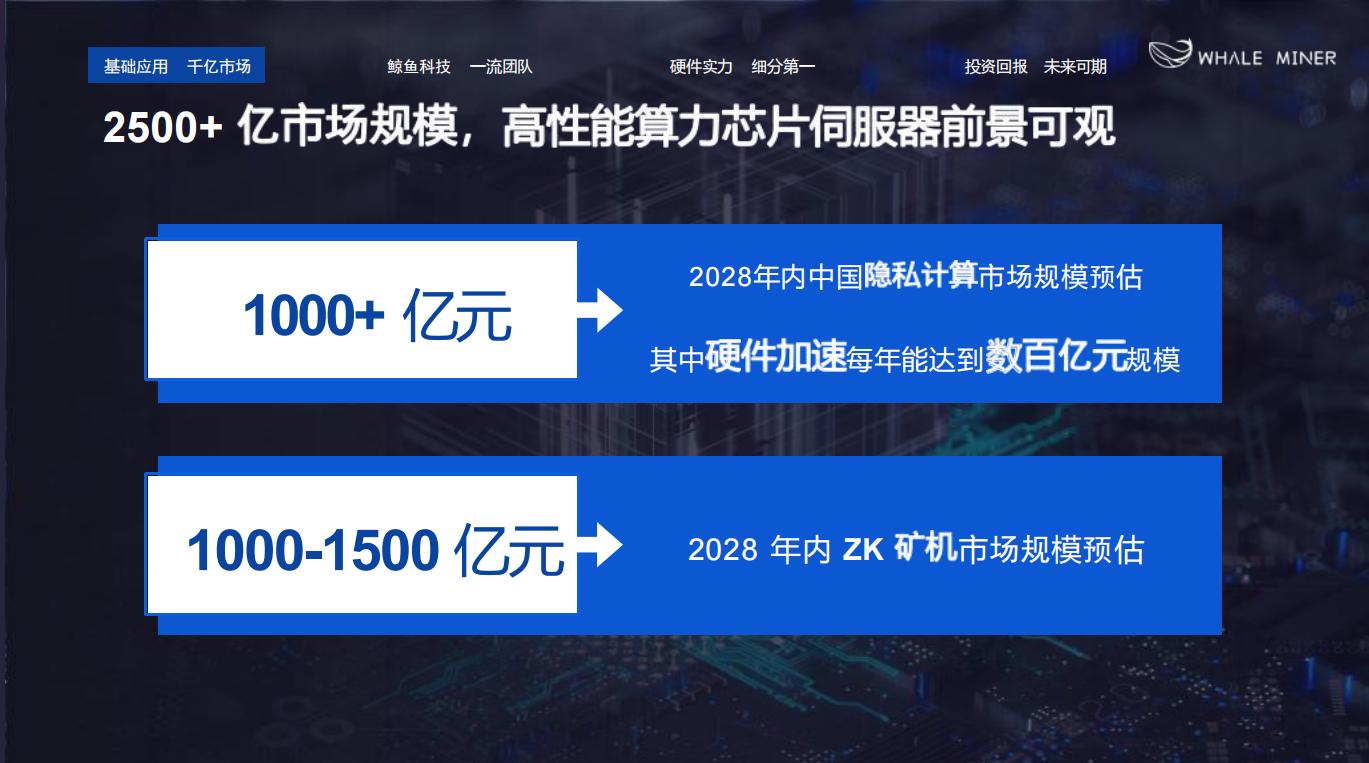 基础应用 千亿市场
鲸鱼科技 一流团队
硬件实力 细分第一
投资回报 未来可期
WHALE MINER
2500+ 亿市场规模，高性能算力芯片伺服器前景可观
1000+ 亿元
2028年内中国隐私计算市场规模预估
其中硬件加速每年能达到数百亿元规模
1000-1500 亿元
2028 年内 ZK 矿机市场规模预估